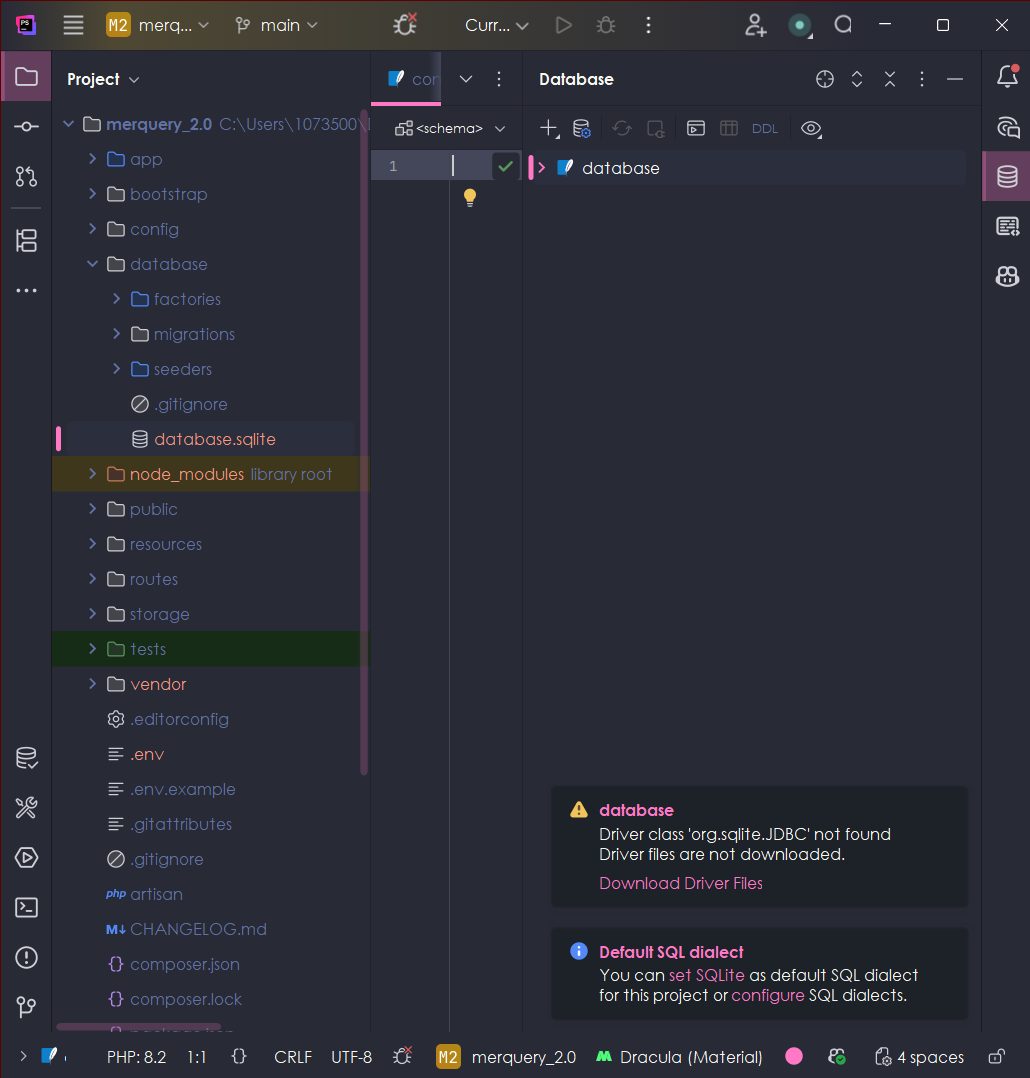 PS
M2 merq...
main
Curr...
Project
cor
Database
merquery_2.0 C:\Users\1073500\
<schema>
DDL
app
1
database
bootstrap
config
database
factories
migrations
seeders
.gitignore
database.sqlite
node_modules library root
public
resources
routes
storage
tests
vendor
.editorconfig
.env
.env.example
.gitattributes
.gitignore
php artisan
M↓ CHANGELOG.md
{} composer.json
{} composer.lock
{} package.json
database
Driver class 'org.sqlite.JDBC' not found
Driver files are not downloaded.
Download Driver Files
Default SQL dialect
You can set SQLite as default SQL dialect
for this project or configure SQL dialects.
PHP: 8.2 1:1 {} CRLF UTF-8 M2 merquery_2.0 Dracula (Material) 4 spaces